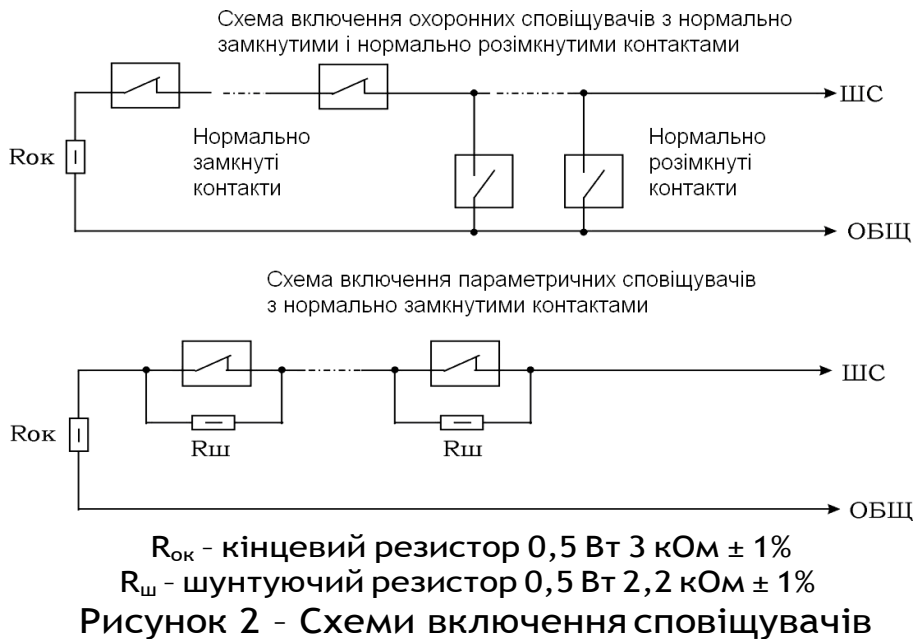 Схема включення охоронних сповіщувачів з нормально
замкнутими і нормально розімкнутими контактами
ШС
Нормально
замкнуті
контакти
Нормально
розімкнуті
контакти
Rок
ОБЩ
Схема включення параметричних сповіщувачів
з нормально замкнутими контактами
ШС
Rок
Rш
Rш
ОБЩ
Rок - кінцевий резистор 0,5 Вт 3 кОм ± 1%
Rш - шунтуючий резистор 0,5 Вт 2,2 кОм ± 1%
Рисунок 2 - Схеми включення сповіщувачів